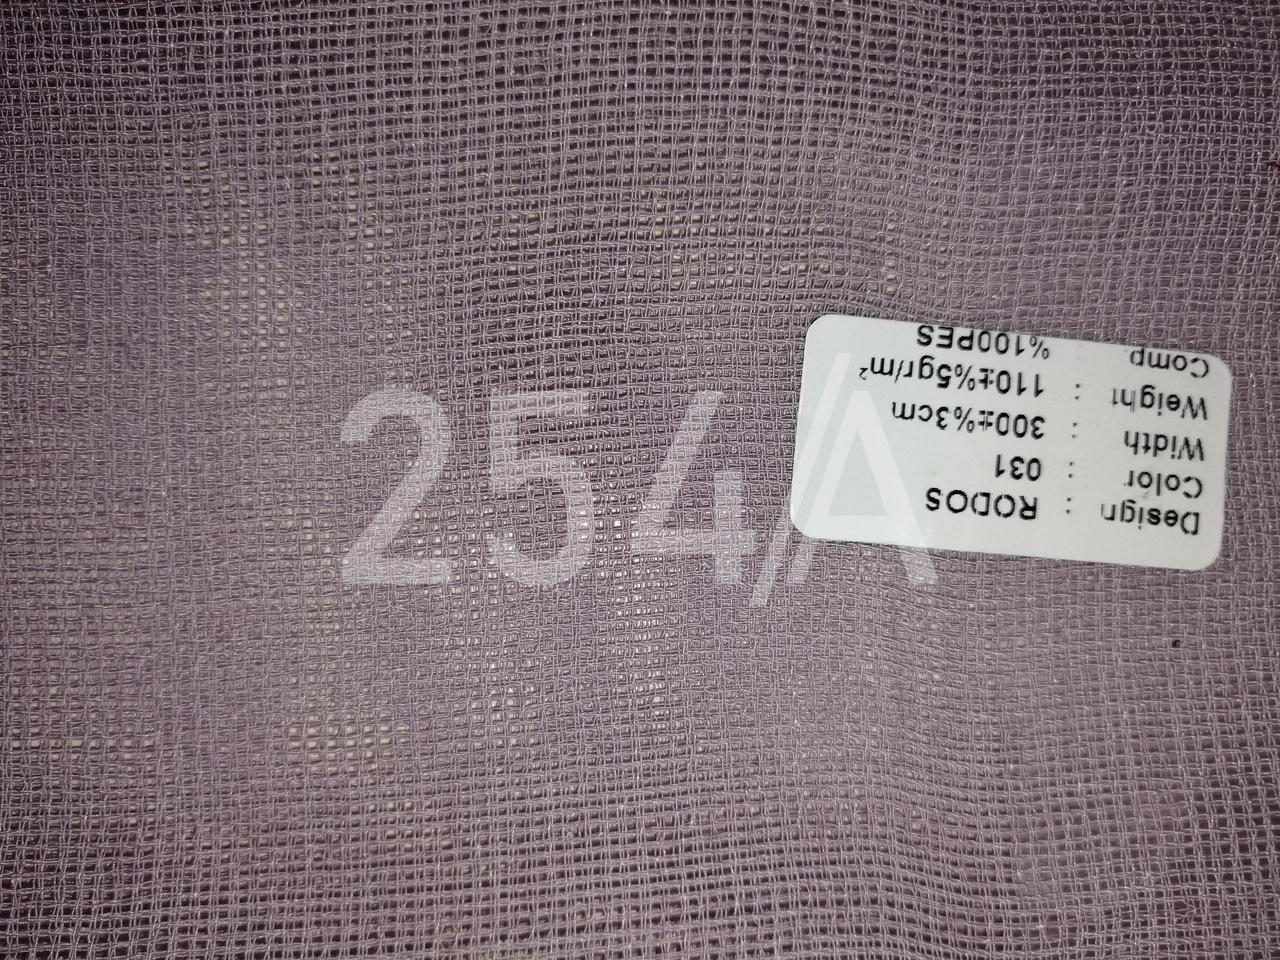 254//A
Design : RODOS
Color : 031
Width : 300±%3cm
Weight : 110±%5gr/m²
Comp. %100PES